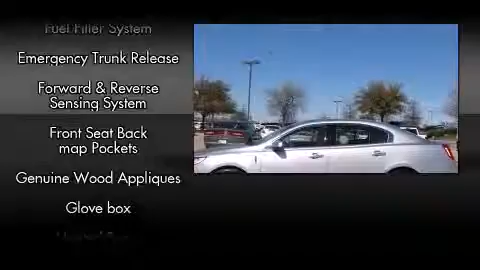 Fuel Filler System
Emergency Trunk Release
Forward & Reverse
Sensing System
Front Seat Back
map Pockets
Genuine Wood Appliques
Glove box